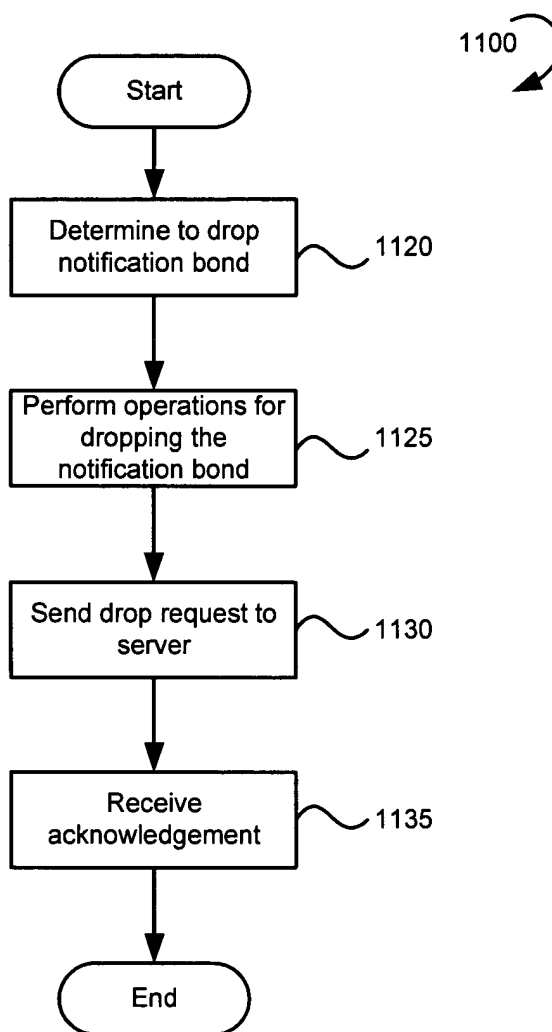 1100
Start
Determine to drop
notification bond
1120
Perform operations for
dropping the
notification bond
1125
Send drop request to
server
1130
Receive
acknowledgement
1135
End